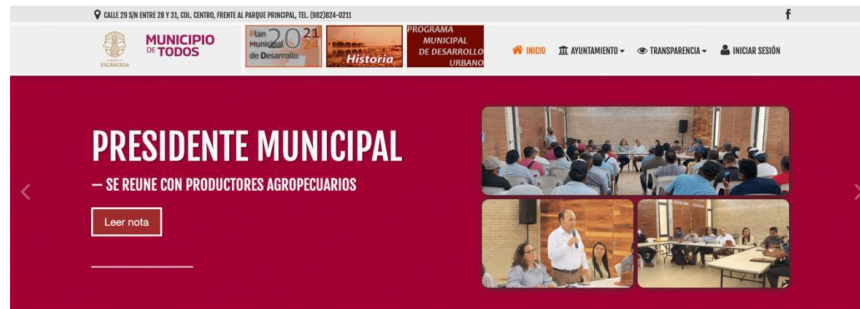 CALLE 29 S/N ENTRE 28 Y 31, COL. CENTRO, FRENTE AL PARQUE PRINCIPAL, TEL. (982)824-0211
f
ESCÁRCEGA
MUNICIPIO
DE TODOS
Plan 2021
Municipal 24
de Desarrollo
Historia
PROGRAMA
MUNICIPAL
DE DESARROLLO
URBANO
INICIO
AYUNTAMIENTO
TRANSPARENCIA
INICIAR SESIÓN
PRESIDENTE MUNICIPAL
— SE REUNE CON PRODUCTORES AGROPECUARIOS
Leer nota